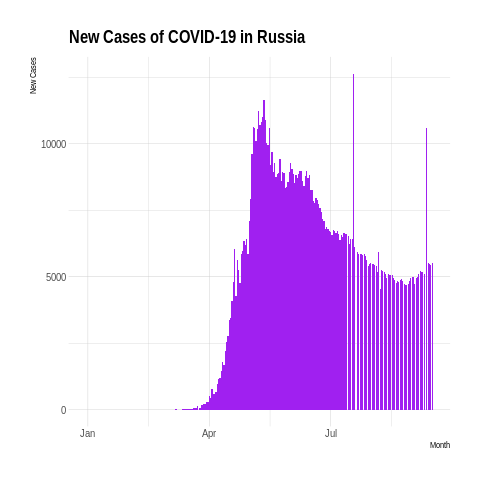 New Cases of COVID-19 in Russia
New Cases
10000
5000
0
Jan Apr Jul
Month